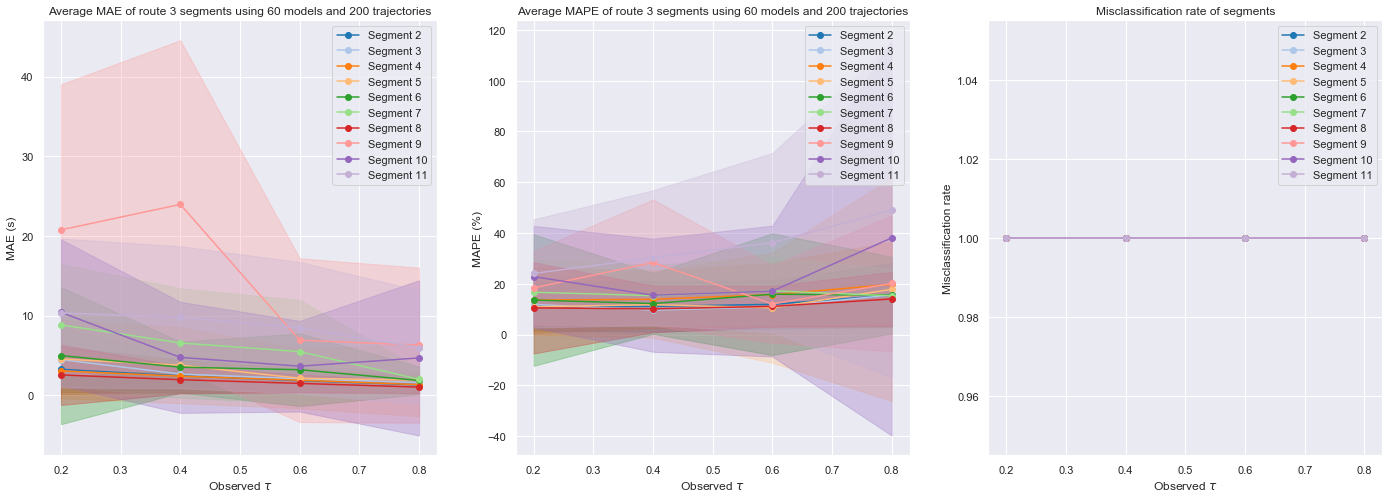 Average MAE of route 3 segments using 60 models and 200 trajectories
MAE (s)
40
30
20
10
0
0.2 0.3 0.4 0.5 0.6 0.7 0.8
Observed τ
Segment 2
Segment 3
Segment 4
Segment 5
Segment 6
Segment 7
Segment 8
Segment 9
Segment 10
Segment 11
Average MAPE of route 3 segments using 60 models and 200 trajectories
MAPE (%)
120
100
80
60
40
20
0
−20
−40
0.2 0.3 0.4 0.5 0.6 0.7 0.8
Observed τ
Segment 2
Segment 3
Segment 4
Segment 5
Segment 6
Segment 7
Segment 8
Segment 9
Segment 10
Segment 11
Misclassification rate of segments
Misclassification rate
1.04
1.02
1.00
0.98
0.96
0.2 0.3 0.4 0.5 0.6 0.7 0.8
Observed τ
Segment 2
Segment 3
Segment 4
Segment 5
Segment 6
Segment 7
Segment 8
Segment 9
Segment 10
Segment 11